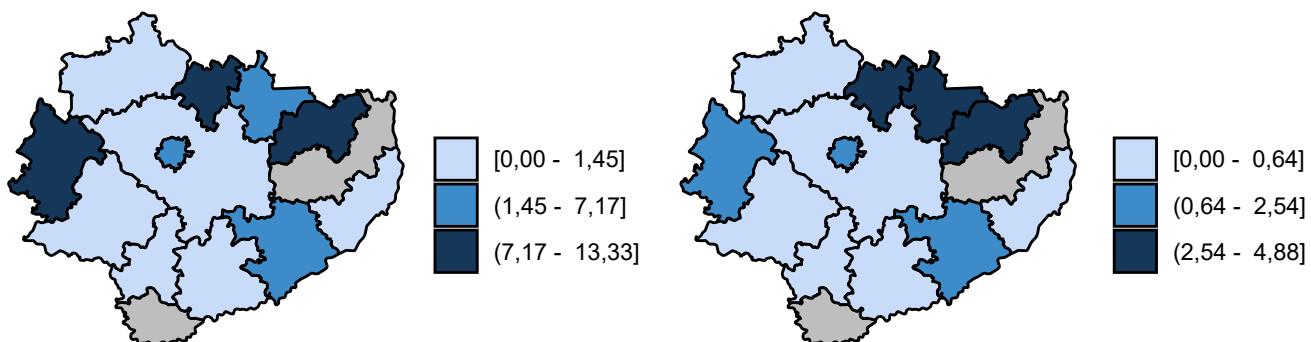 [0,00 - 1,45]
(1,45 - 7,17]
(7,17 - 13,33]
[0,00 - 0,64]
(0,64 - 2,54]
(2,54 - 4,88]